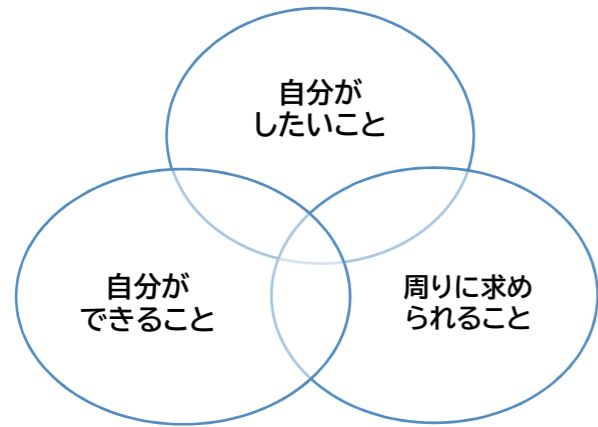 自分が
したいこと
自分が
できること
周りに求め
られること